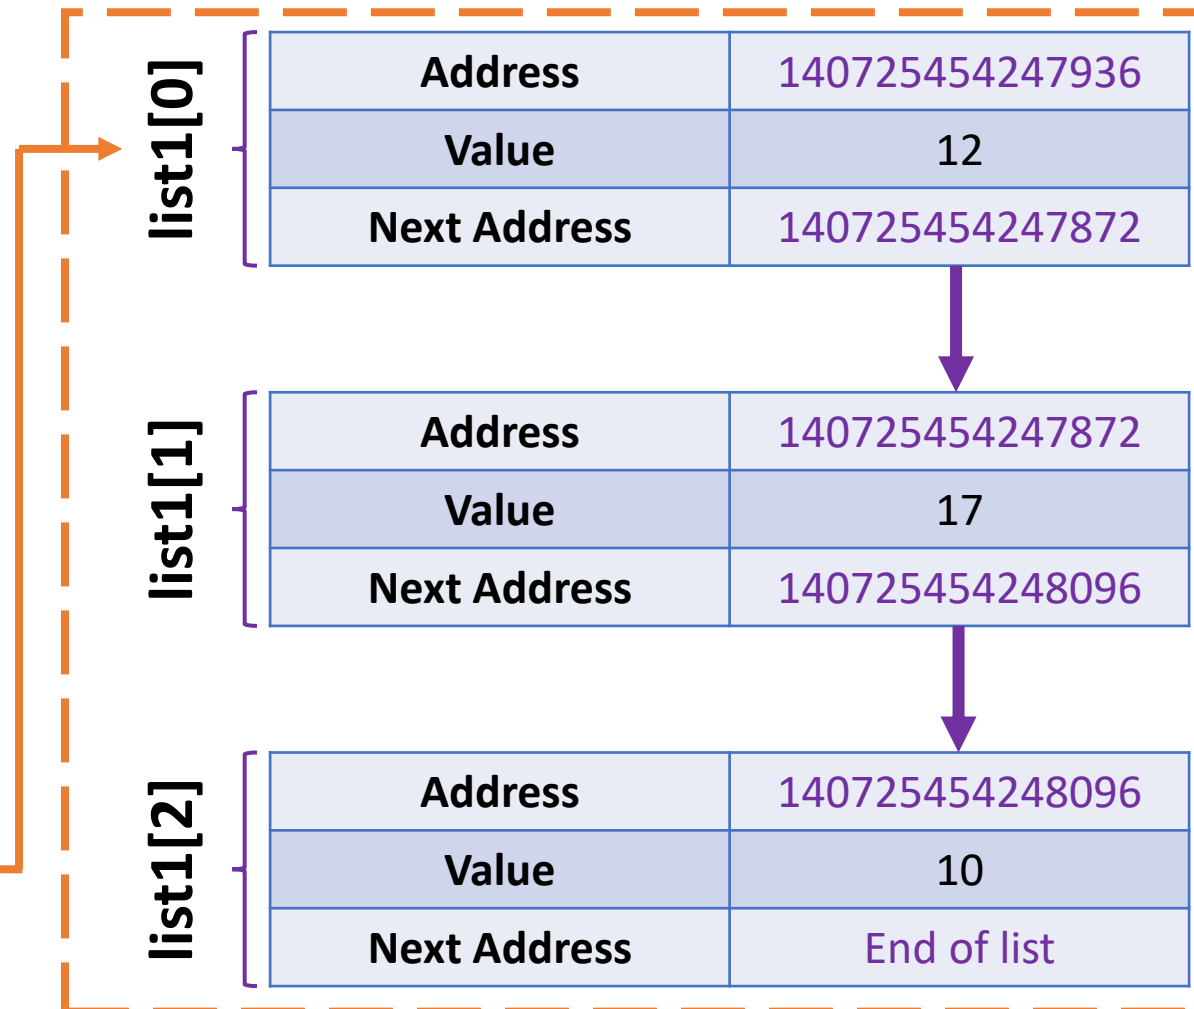 list1[0]
Address 140725454247936
Value 12
Next Address 140725454247872
list1[1]
Address 140725454247872
Value 17
Next Address 140725454248096
list1[2]
Address 140725454248096
Value 10
Next Address End of list